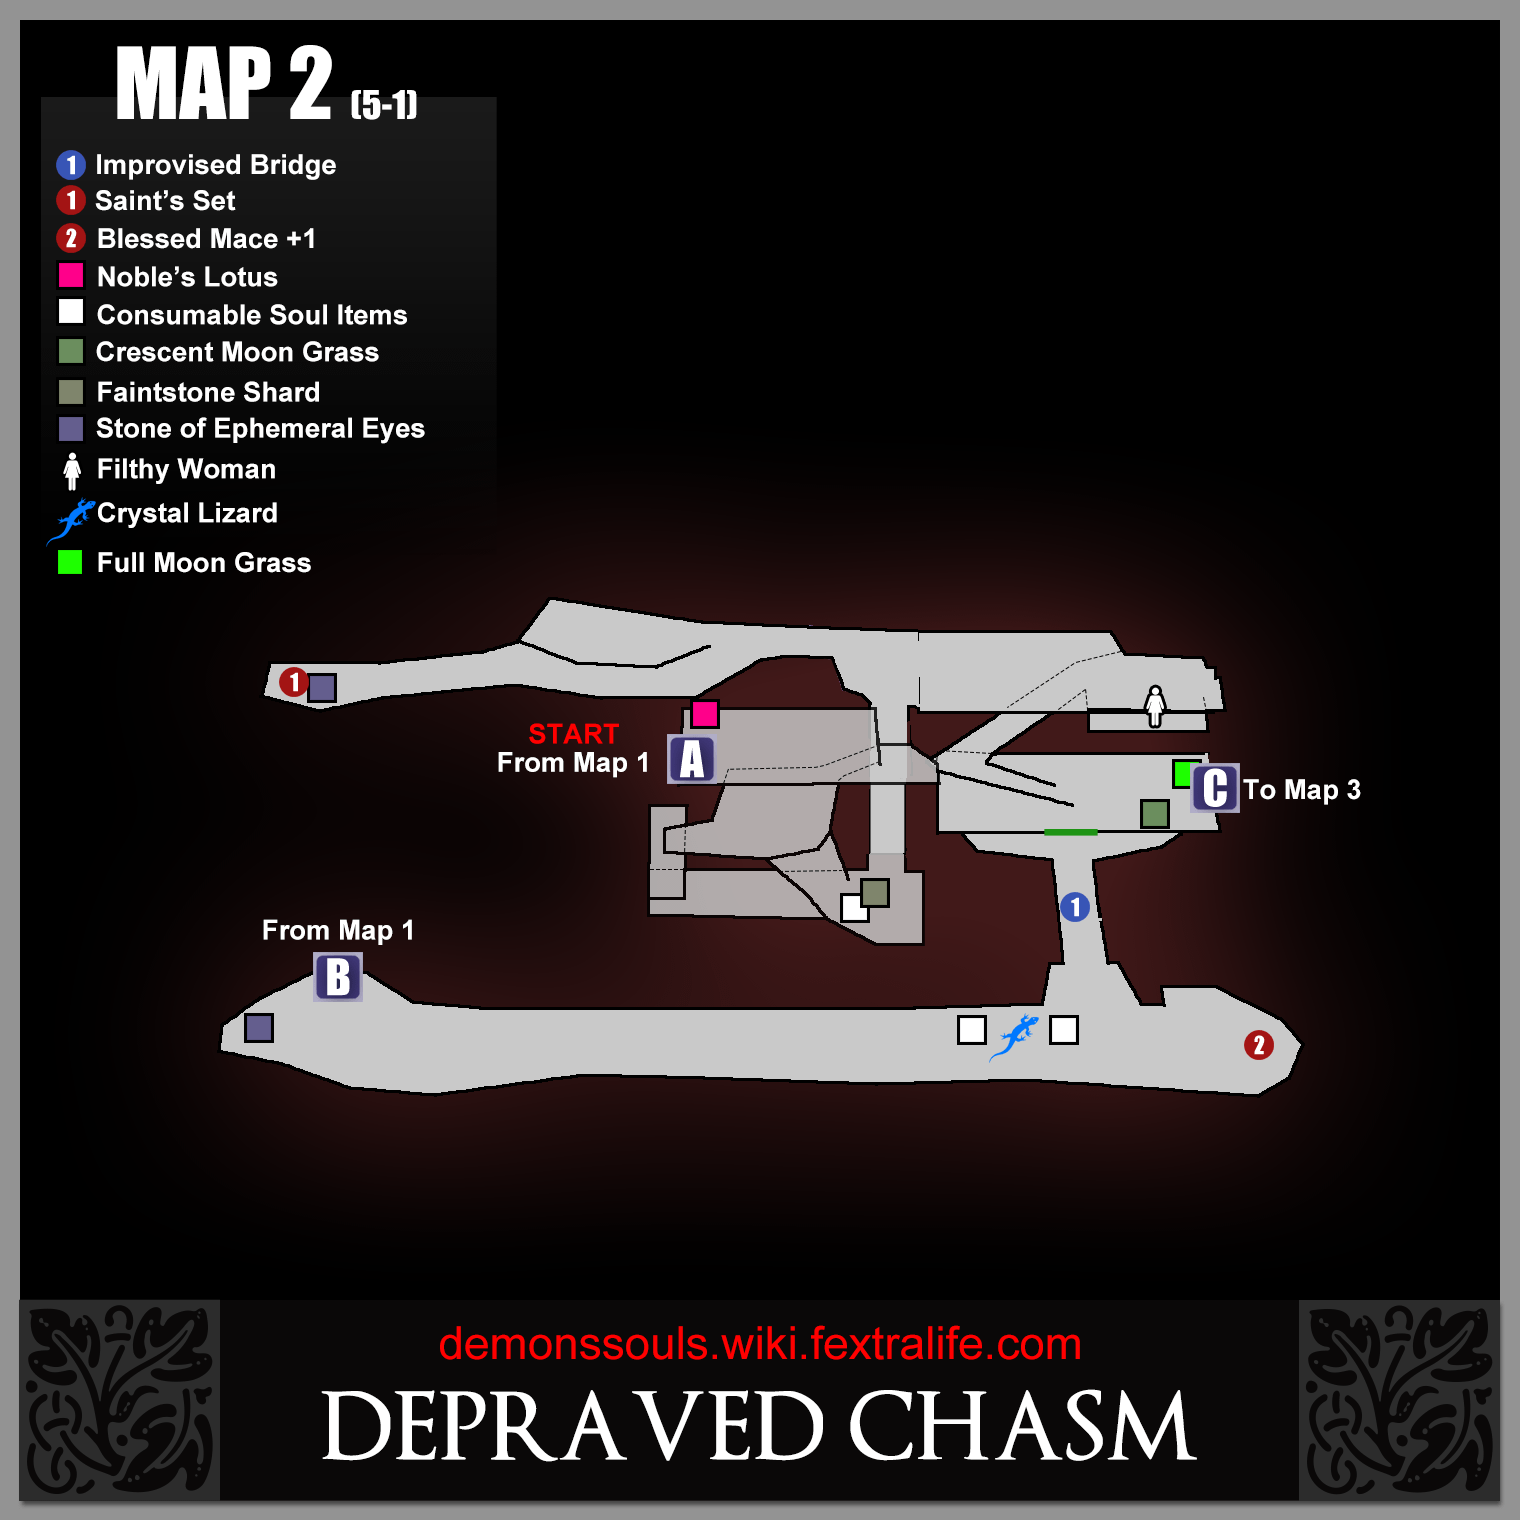 MAP 2 (5-1)
1 Improvised Bridge
1 Saint's Set
2 Blessed Mace +1
Noble's Lotus
Consumable Soul Items
Crescent Moon Grass
Faintstone Shard
Stone of Ephemeral Eyes
Filthy Woman
Crystal Lizard
Full Moon Grass
1
START
From Map 1 A
C To Map 3
1
From Map 1
B
2
demonssouls.wiki.fextralife.com
DEPRAVED CHASM